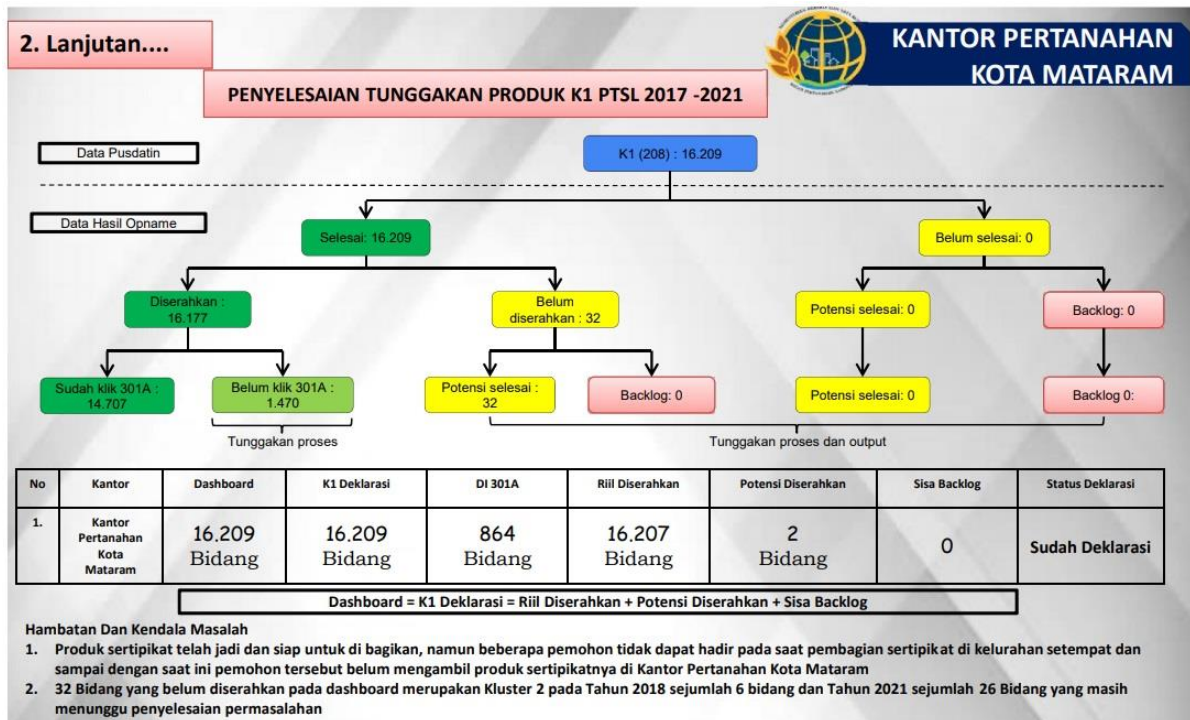 2. Lanjutan....
KANTOR PERTANAHAN
KOTA MATARAM
PENYELESAIAN TUNGGAKAN PRODUK K1 PTSL 2017 -2021
Data Pusdatin
K1 (208) : 16.209
Data Hasil Opname
Selesai: 16.209
Belum selesai: 0
Diserahkan :
16.177
Belum
diserahkan : 32
Potensi selesai: 0
Backlog: 0
Sudah klik 301A :
14.707
Belum klik 301A :
1.470
Potensi selesai :
32
Backlog: 0
Potensi selesai: 0
Backlog 0:
Tunggakan proses
Tunggakan proses dan output
No Kantor Dashboard K1 Deklarasi DI 301A Riil Diserahkan Potensi Diserahkan Sisa Backlog Status Deklarasi
1. Kantor
Pertanahan
Kota
Mataram
16.209
Bidang
16.209
Bidang
864
Bidang
16.207
Bidang
2
Bidang
0
Sudah Deklarasi
Dashboard = K1 Deklarasi = Riil Diserahkan + Potensi Diserahkan + Sisa Backlog
Hambatan Dan Kendala Masalah
1. Produk sertipikat telah jadi dan siap untuk di bagikan, namun beberapa pemohon tidak dapat hadir pada saat pembagian sertipikat di kelurahan setempat dan
sampai dengan saat ini pemohon tersebut belum mengambil produk sertipikatnya di Kantor Pertanahan Kota Mataram
2. 32 Bidang yang belum diserahkan pada dashboard merupakan Kluster 2 pada Tahun 2018 sejumlah 6 bidang dan Tahun 2021 sejumlah 26 Bidang yang masih
menunggu penyelesaian permasalahan